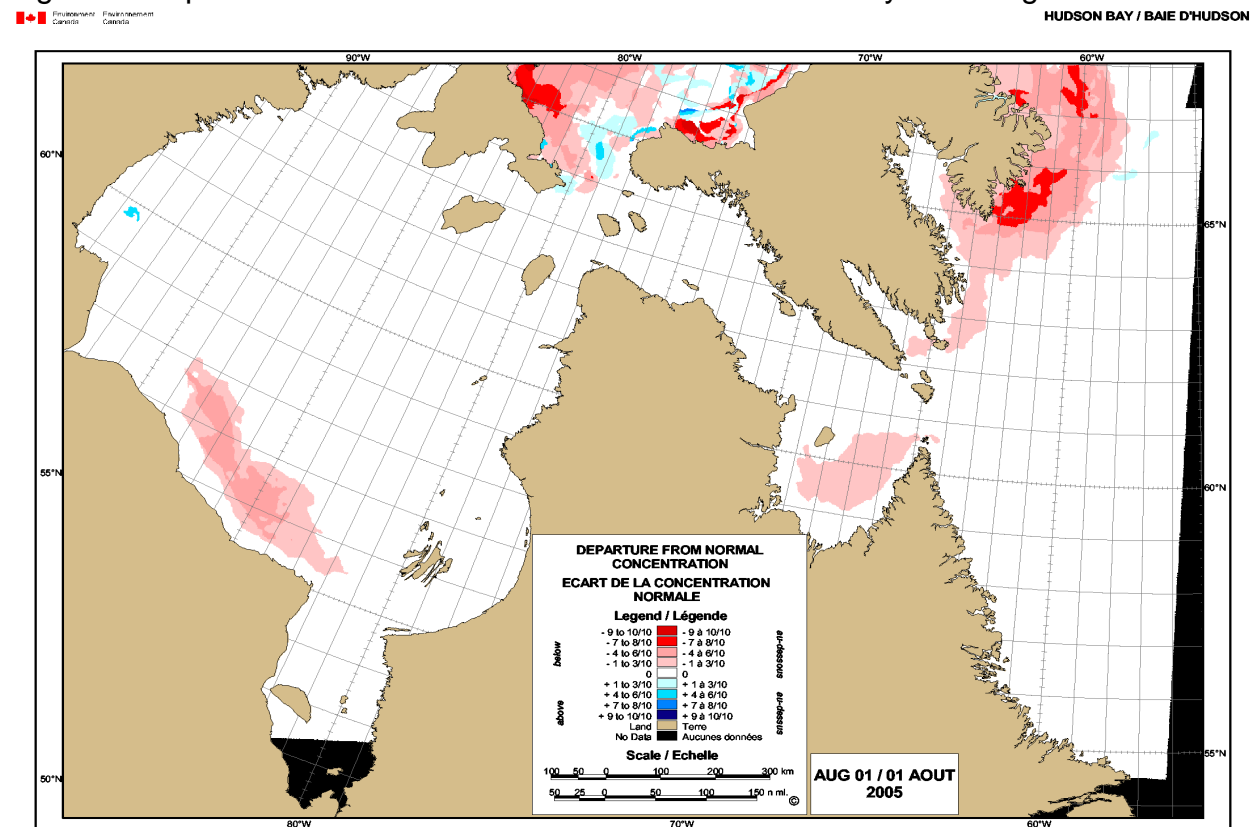 Environment Environnement
Canada Canada
HUDSON BAY / BAIE D'HUDSON
90°W 80°W 70°W 60°W
60°N
65°N
55°N
60°N
55°N
50°N
80°W 70°W 60°W
DEPARTURE FROM NORMAL
CONCENTRATION
ECART DE LA CONCENTRATION
NORMALE
Legend / Légende
- 9 to 10/10 - 9 à 10/10
- 7 to 8/10 - 7 à 8/10
- 4 to 6/10 - 4 à 6/10
- 1 to 3/10 - 1 à 3/10
0 0
+ 1 to 3/10 + 1 à 3/10
+ 4 to 6/10 + 4 à 6/10
+ 7 to 8/10 + 7 à 8/10
+ 9 to 10/10 + 9 à 10/10
Land Terre
No Data Aucunes données
below
above
au-dessous
au-dessus
Scale / Echelle
100 50 0 100 200 300 km
50 25 0 50 100 150 n mi.
©
AUG 01 / 01 AOUT
2005